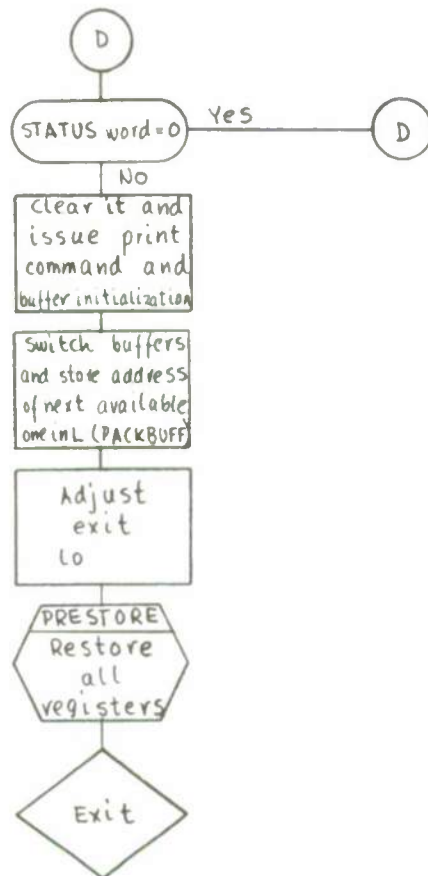 D
STATUS word=0
Yes
D
No
clear it and
issue print
command and
buffer initialization
switch buffers
and store address
of next available
one in L (PACKBUFF)
Adjust
exit
lo
PRESTORE
Restore
all
registers
Exit